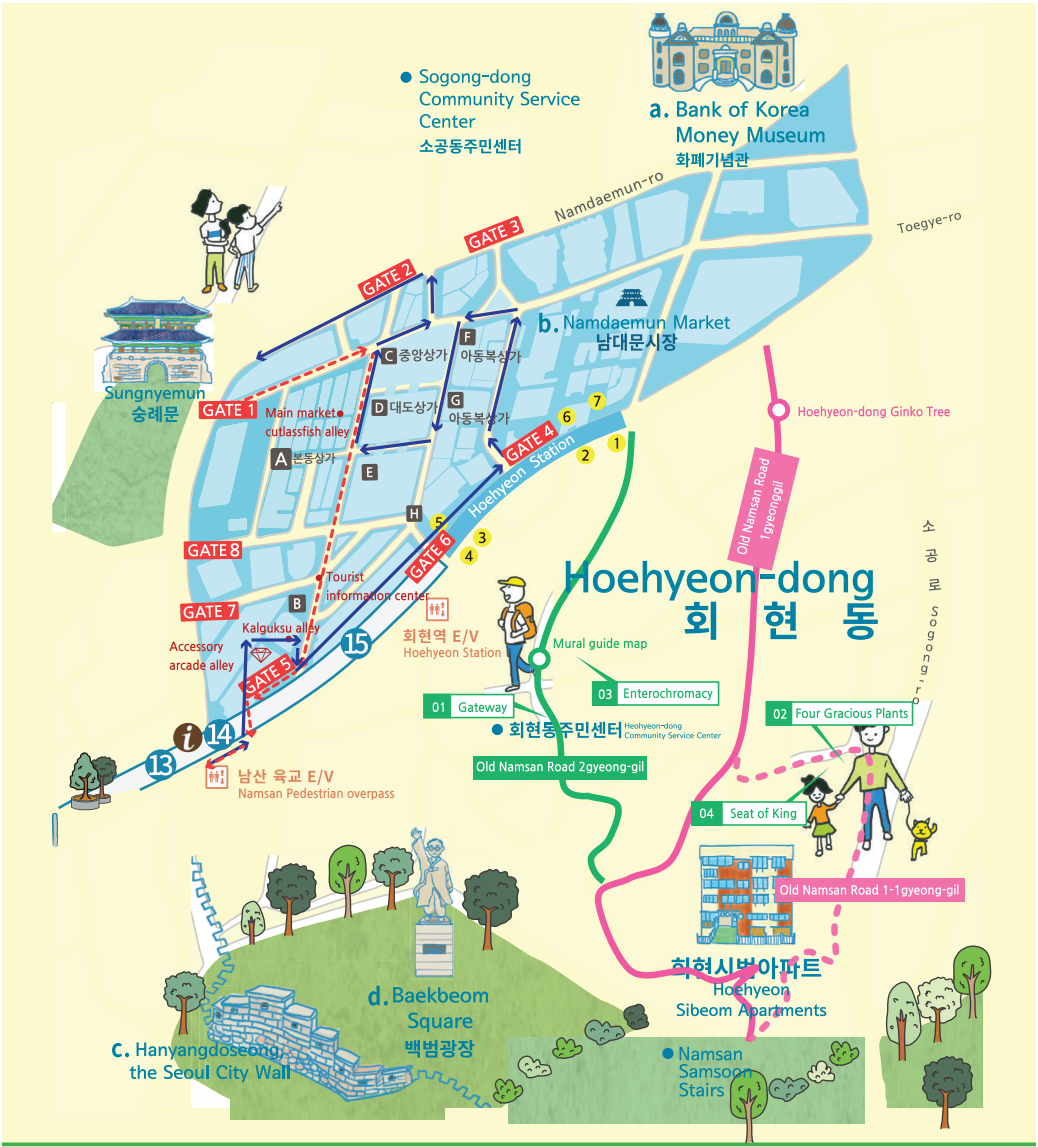 Sogong-dong
Community Service
Center
소공동주민센터
a. Bank of Korea
Money Museum
화폐기념관
Namdaemun-ro
Toegye-ro
GATE 3
GATE 2
b. Namdaemun Market
남대문시장
Sungnyemun
숭례문
GATE 1
Main market
cutlassfish alley
A 본동상가
C 중앙상가
D 대도상가
E
F
아동복상가
G
아동복상가
H
GATE 4
Hoehyeon Station
7
6
1
2
5
3
4
GATE 6
GATE 8
GATE 7
B
Tourist
information center
Kalguksu alley
Accessory
arcade alley
GATE 5
15
14
i
13
회현역 E/V
Hoehyeon Station
남산 육교 E/V
Namsan Pedestrian overpass
Hoehyeon-dong Ginko Tree
Old Namsan Road
1gyeonggil
소공로 Sogong-ro
Hoehyeon-dong
회현동
Mural guide map
03 Enterochromacy
01 Gateway
회현동주민센터
Heohyeon-dong
Community Service Center
02 Four Gracious Plants
Old Namsan Road 2gyeong-gil
04 Seat of King
Old Namsan Road 1-1gyeong-gil
회현시범아파트
Hoehyeon
Sibeom Apartments
d. Baekbeom
Square
백범광장
c. Hanyangdoseong,
the Seoul City Wall
Namsan
Samsoon
Stairs